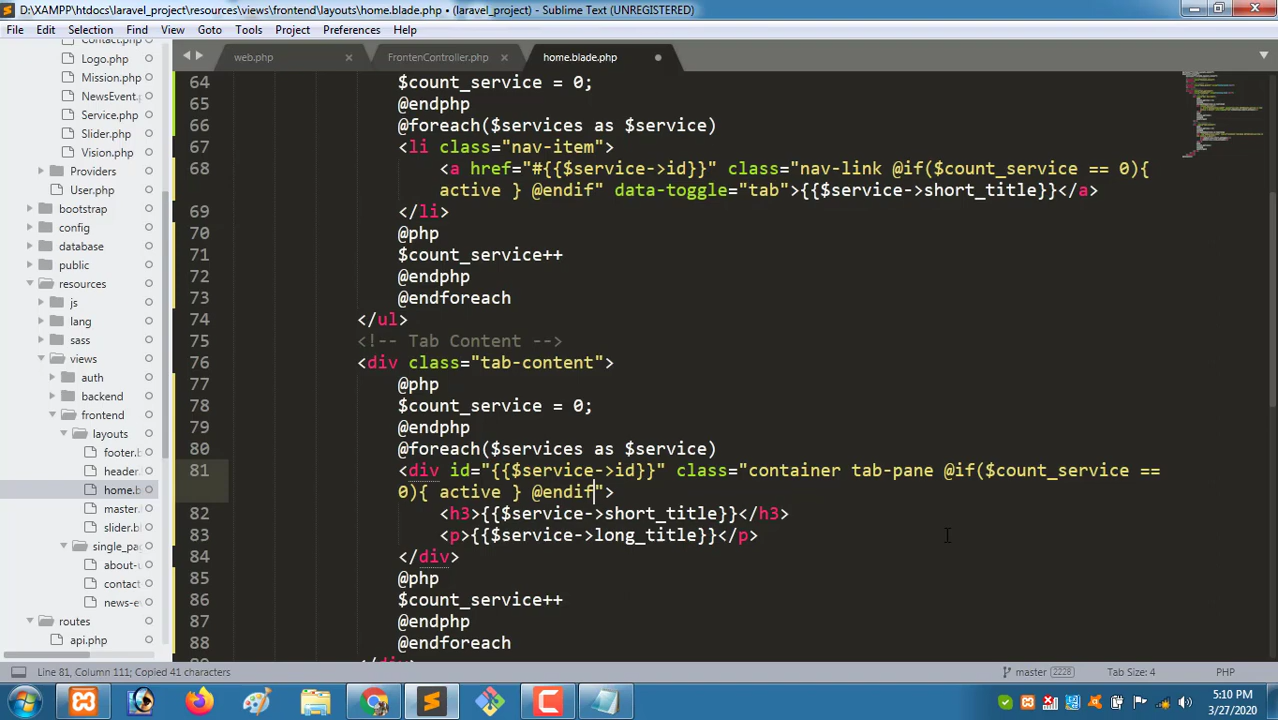 D:\XAMPP\htdocs\laravel_project\resources\views\frontend\layouts\home.blade.php • (laravel_project) - Sublime Text (UNREGISTERED)
File Edit Selection Find View Goto Tools Project Preferences Help
web.php × FrontenController.php × home.blade.php
Contact.php
Logo.php
Mission.php
NewsEvent.
Service.php
Slider.php
Vision.php
Providers
User.php
bootstrap
config
database
public
resources
js
lang
sass
views
auth
backend
frontend
layouts
footer.b
header.
home.b
master.
slider.b
single_pa
about-u
contact
news-e
routes
api.php
64 $count_service = 0;
65 @endphp
66 @foreach($services as $service)
67 <li class="nav-item">
68 <a href="#{{$service->id}}" class="nav-link @if($count_service == 0){
active } @endif" data-toggle="tab">{{$service->short_title}}</a>
69 </li>
70 @php
71 $count_service++
72 @endphp
73 @endforeach
74 </ul>
75 <!-- Tab Content -->
76 <div class="tab-content">
77 @php
78 $count_service = 0;
79 @endphp
80 @foreach($services as $service)
81 <div id="{{$service->id}}" class="container tab-pane @if($count_service ==
0){ active } @endif">
82 <h3>{{$service->short_title}}</h3>
83 <p>{{$service->long_title}}</p>
84 </div>
85 @php
86 $count_service++
87 @endphp
88 @endforeach
Line 81, Column 111; Copied 41 characters master 2228 Tab Size: 4 PHP
5:10 PM
3/27/2020